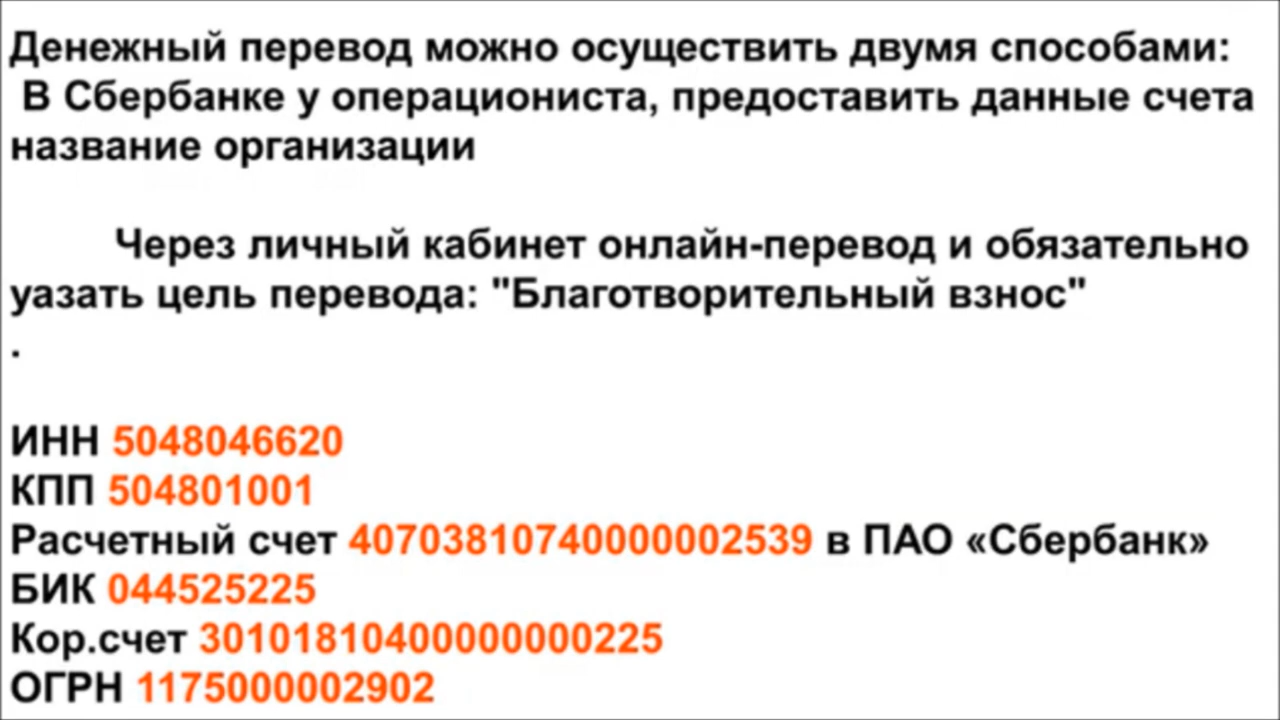 Денежный перевод можно осуществить двумя способами:
В Сбербанке у операциониста, предоставить данные счета
название организации
Через личный кабинет онлайн-перевод и обязательно
уазать цель перевода: "Благотворительный взнос"
.
ИНН 5048046620
КПП 504801001
Расчетный счет 40703810740000002539 в ПАО «Сбербанк»
БИК 044525225
Кор.счет 30101810400000000225
ОГРН 1175000002902